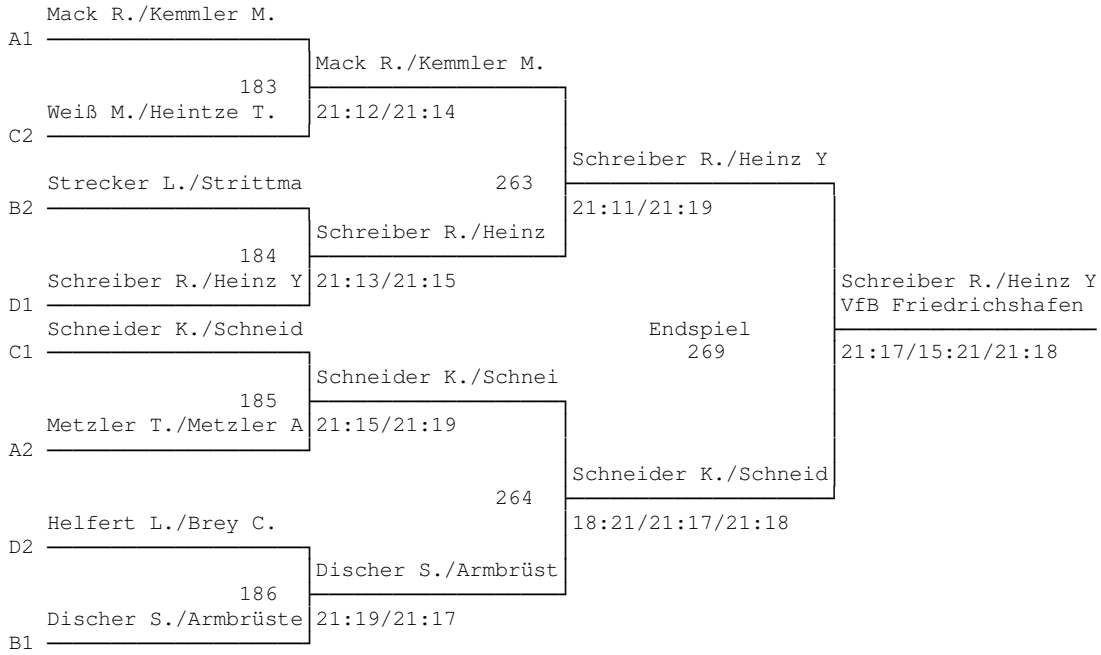 Mack R./Kemmler M.
A1
Mack R./Kemmler M.
183
Weiß M./Heintze T. 21:12/21:14
C2
Schreiber R./Heinz Y
Strecker L./Strittma 263
B2 21:11/21:19
Schreiber R./Heinz
184
Schreiber R./Heinz Y 21:13/21:15 Schreiber R./Heinz Y
D1 VfB Friedrichshafen
Schneider K./Schneid Endspiel
C1 269 21:17/15:21/21:18
Schneider K./Schnei
185
Metzler T./Metzler A 21:15/21:19
A2
Schneider K./Schneid
264
Helfert L./Brey C. 18:21/21:17/21:18
D2
Discher S./Armbrüst
186
Discher S./Armbrüste 21:19/21:17
B1